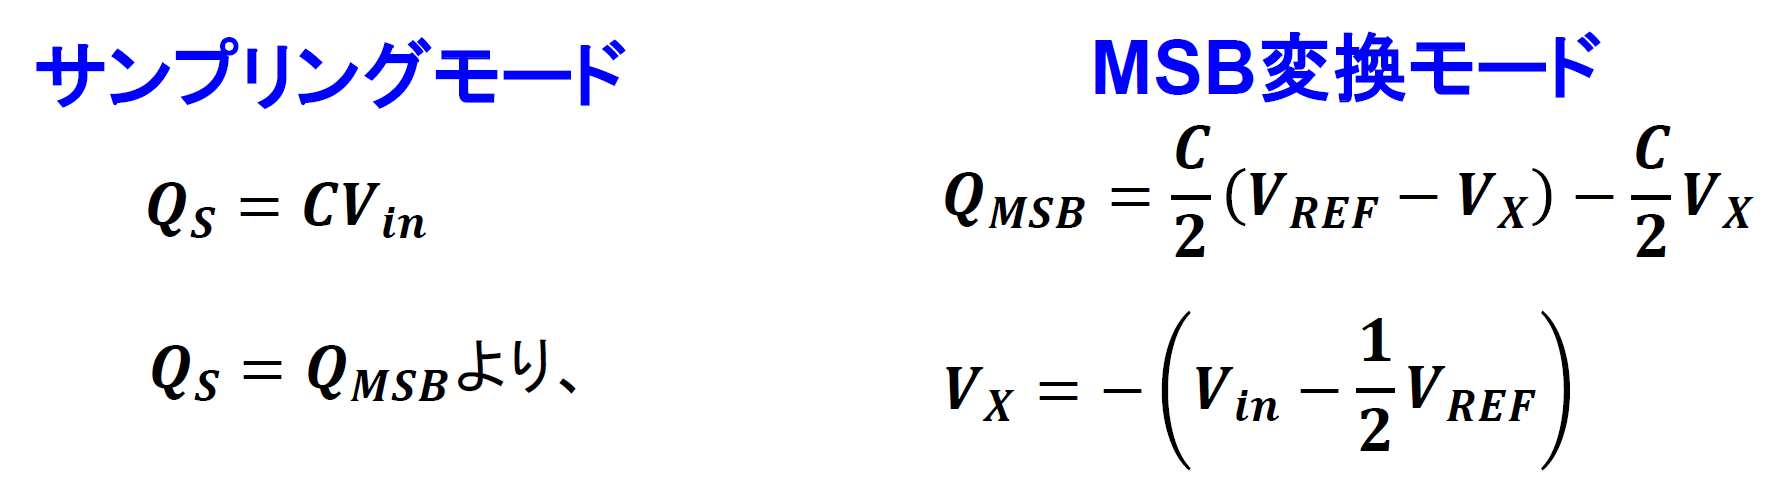 サンプリングモード
Q_S = CV_in
Q_S = Q_MSBより、
MSB変換モード
Q_MSB = C/2 (V_REF − V_X) − C/2 V_X
V_X = −(V_in − 1/2 V_REF)